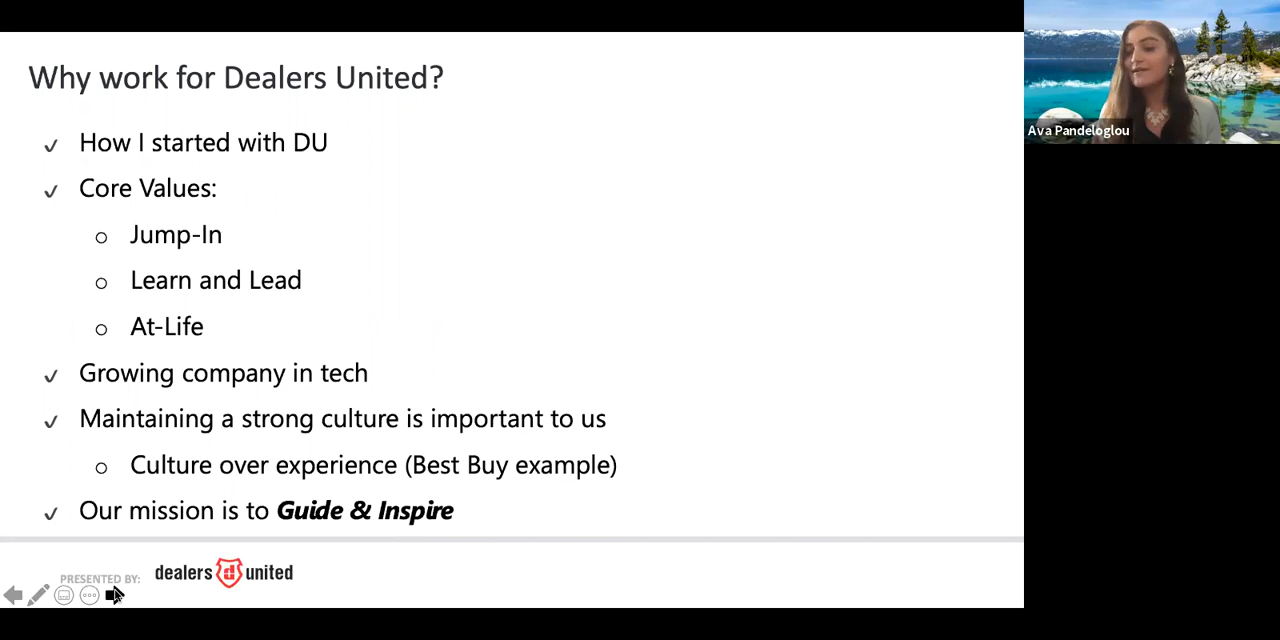 Why work for Dealers United?
How I started with DU
Core Values:
Jump-In
Learn and Lead
At-Life
Growing company in tech
Maintaining a strong culture is important to us
Culture over experience (Best Buy example)
Our mission is to Guide & Inspire
PRESENTED BY:
dealers d united
Ava Pandeloglou